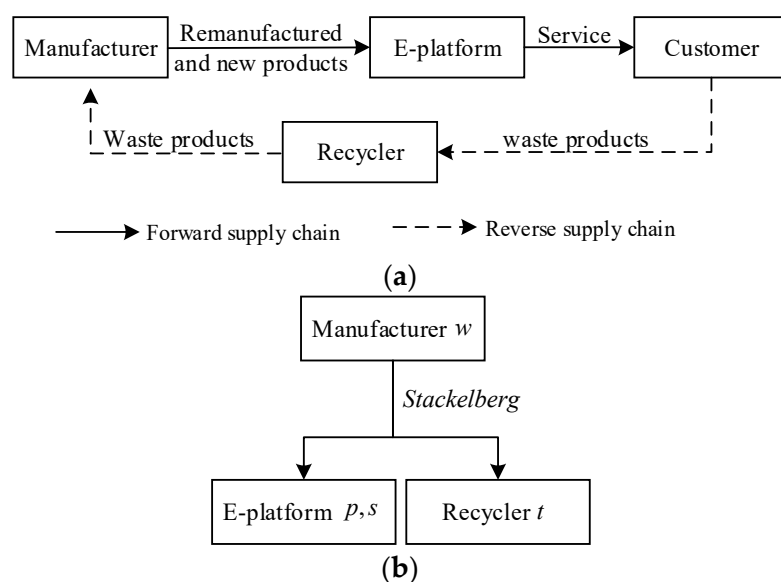 Manufacturer
Remanufactured
and new products
E-platform
Service
Customer
Waste products
Recycler
waste products
Forward supply chain
Reverse supply chain
(a)
Manufacturer w
Stackelberg
E-platform p,s
Recycler t
(b)